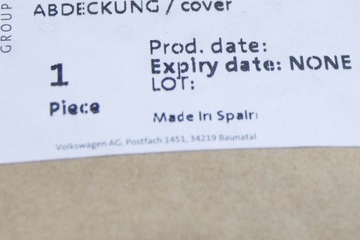 GROUP
ABDECKUNG / cover
Prod. date:
1
Expiry date: NONE
LOT:
Piece
Made in Spain
Volkswagen AG, Postfach 1451, 34219 Baunatal